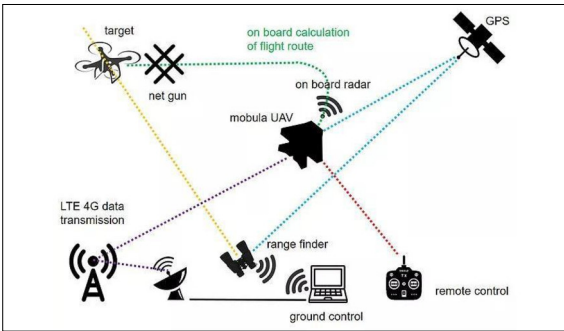 target
on board calculation
of flight route
GPS
net gun
on board radar
mobula UAV
LTE 4G data
transmission
range finder
ground control
remote control